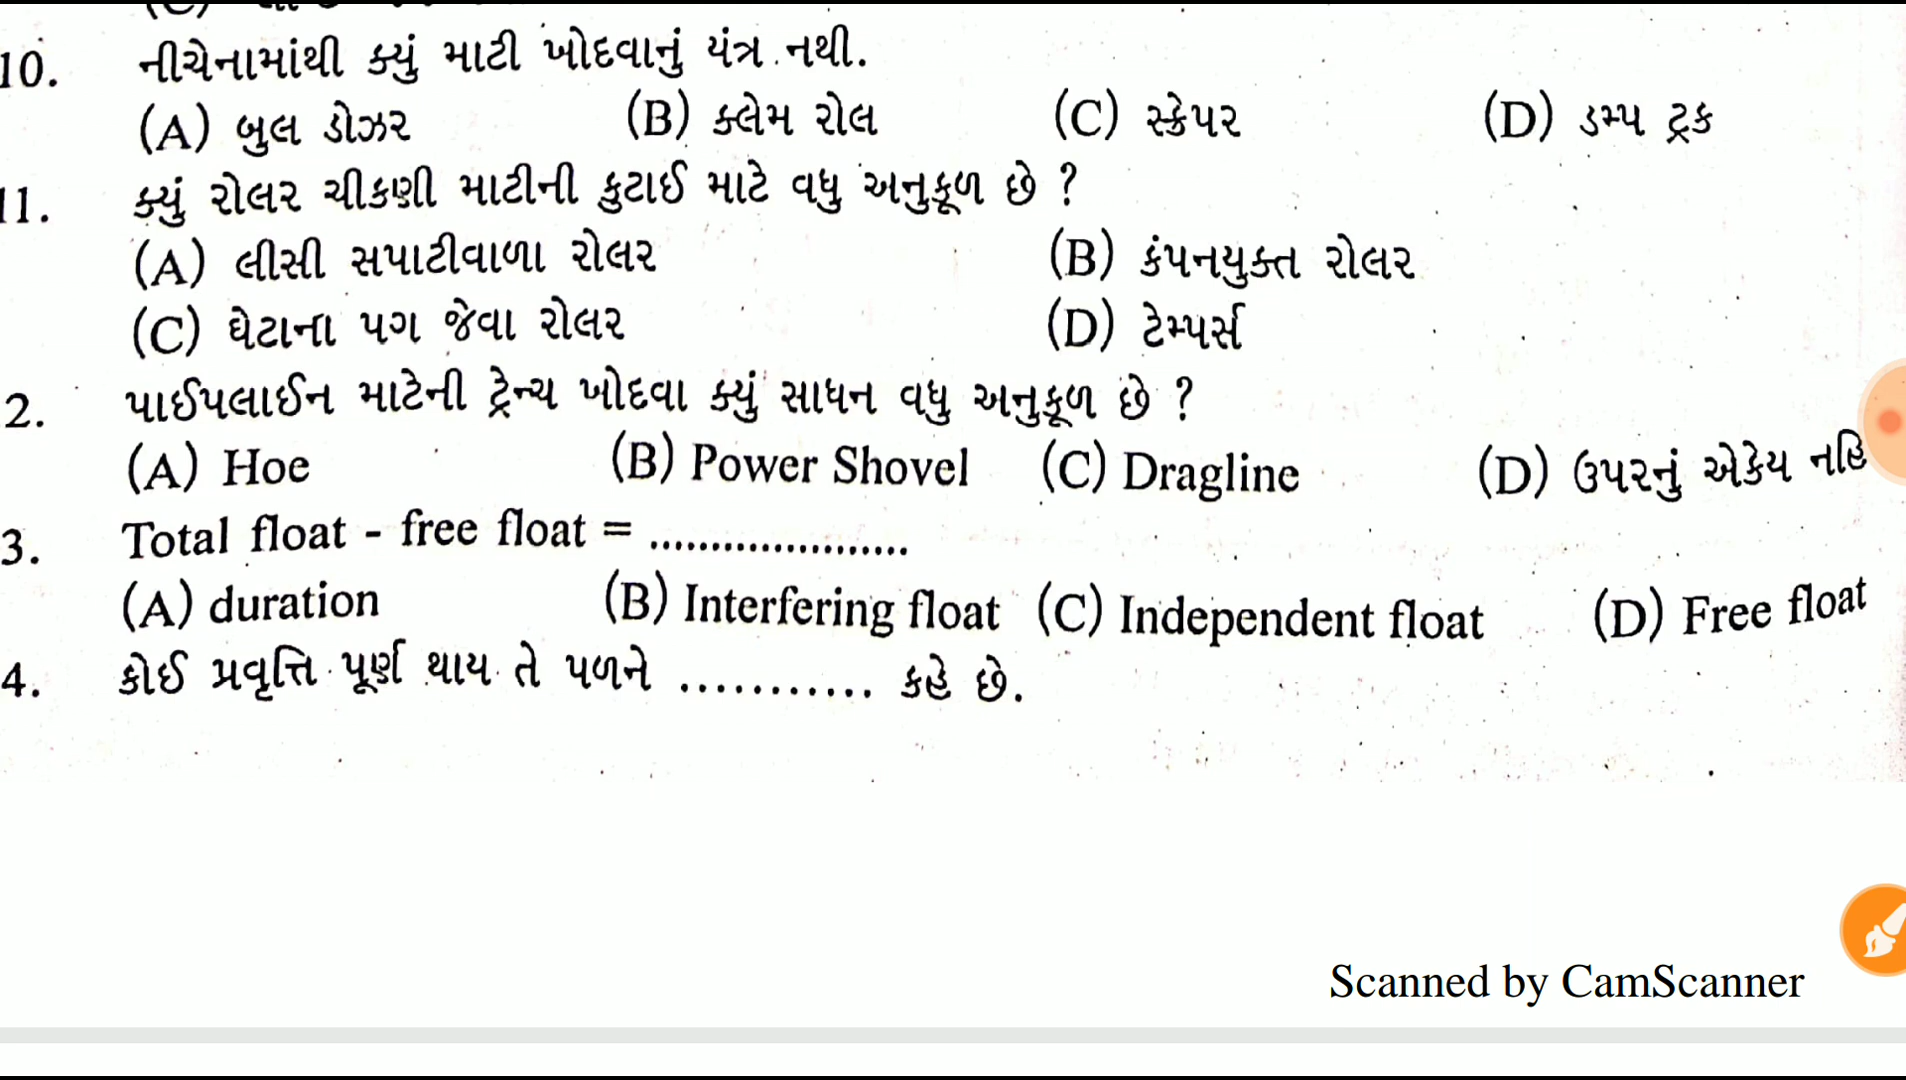 10. નીચેનામાંથી ક્યું માટી ખોદવાનું યંત્ર નથી.
(A) બુલ ડોઝર (B) ક્લેમ રોલ (C) સ્ક્રેપર (D) ડમ્પ ટ્રક
11. ક્યું રોલર ચીકણી માટીની કુટાઈ માટે વધુ અનુકૂળ છે ?
(A) લીસી સપાટીવાળા રોલર (B) કંપનયુક્ત રોલર
(C) ઘેટાના પગ જેવા રોલર (D) ટેમ્પર્સ
2. પાઈપલાઈન માટેની ટ્રેન્ચ ખોદવા ક્યું સાધન વધુ અનુકૂળ છે ?
(A) Hoe (B) Power Shovel (C) Dragline (D) ઉપરનું એકેય નહિ
3. Total float - free float = ......................
(A) duration (B) Interfering float (C) Independent float (D) Free float
4. કોઈ પ્રવૃત્તિ પૂર્ણ થાય તે પળને ............ કહે છે.
Scanned by CamScanner